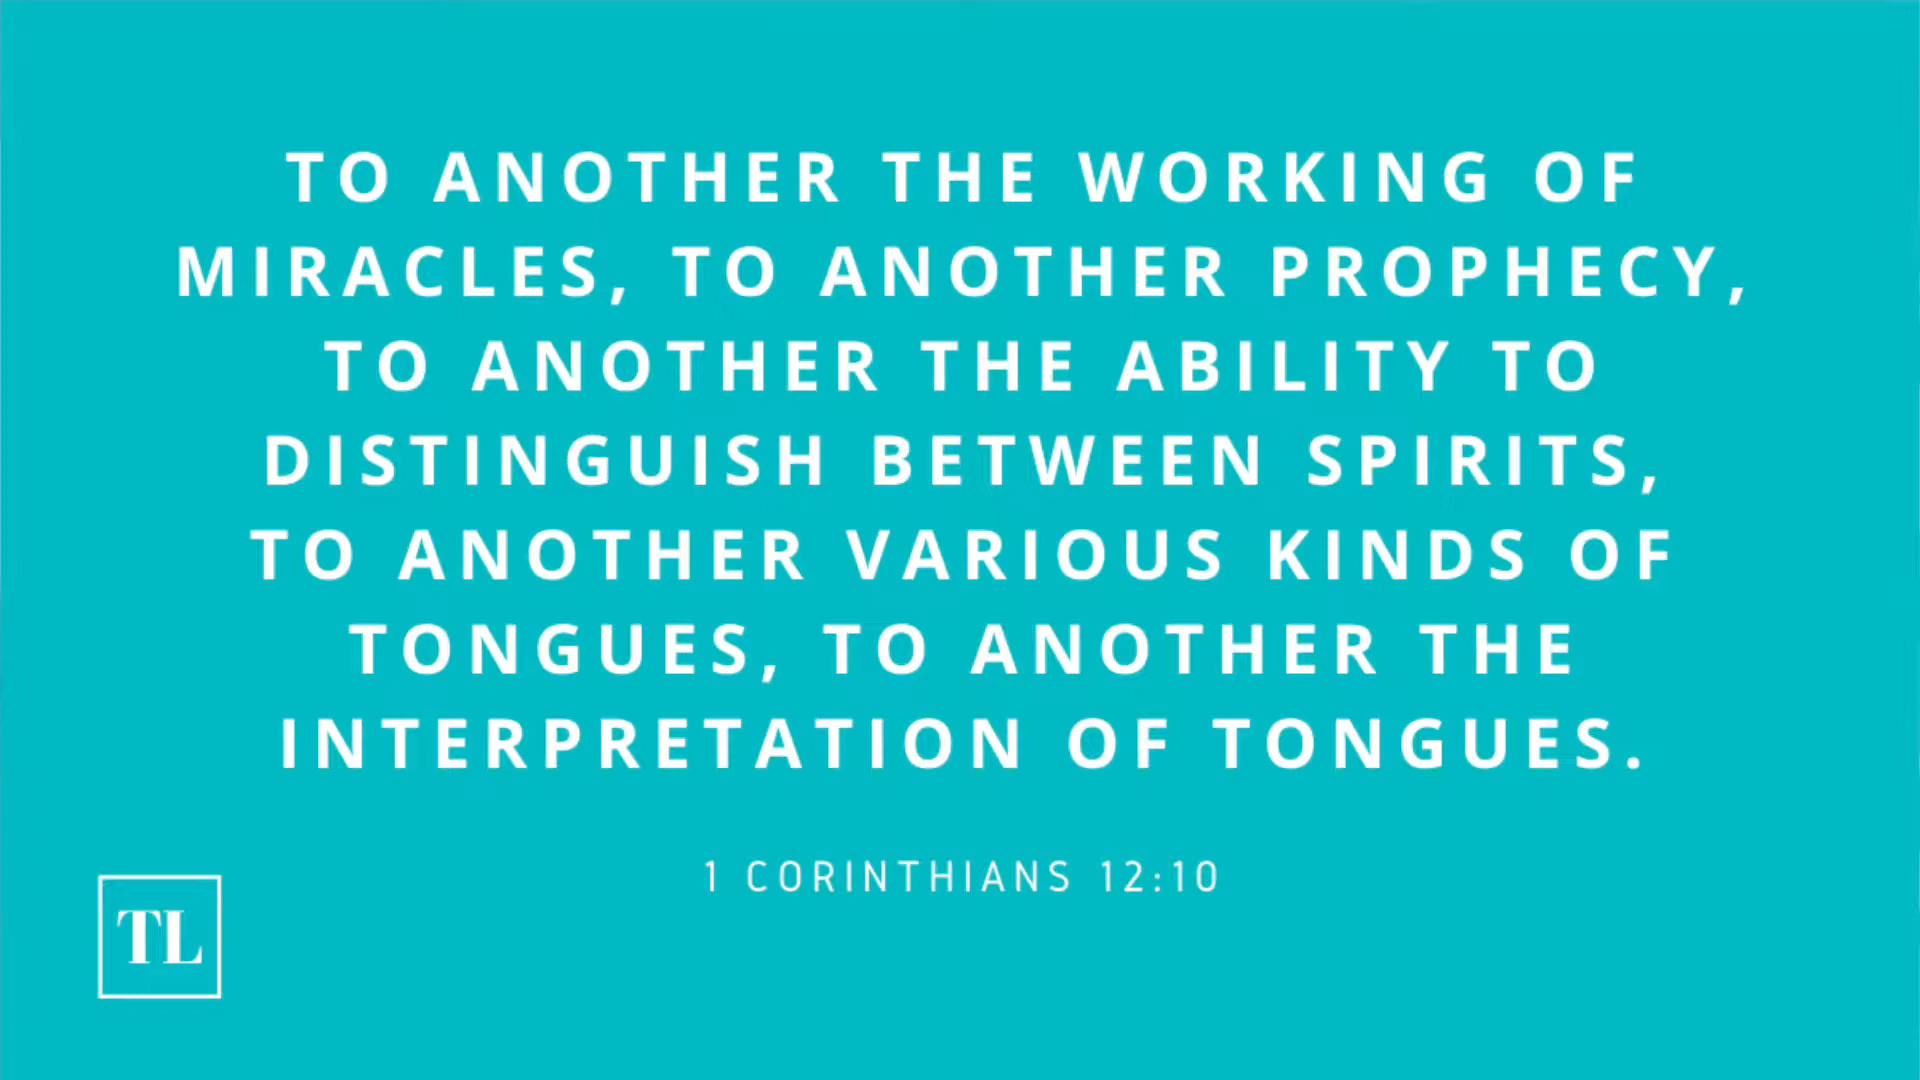 TO ANOTHER THE WORKING OF
MIRACLES, TO ANOTHER PROPHECY,
TO ANOTHER THE ABILITY TO
DISTINGUISH BETWEEN SPIRITS,
TO ANOTHER VARIOUS KINDS OF
TONGUES, TO ANOTHER THE
INTERPRETATION OF TONGUES.
1 CORINTHIANS 12:10
TL